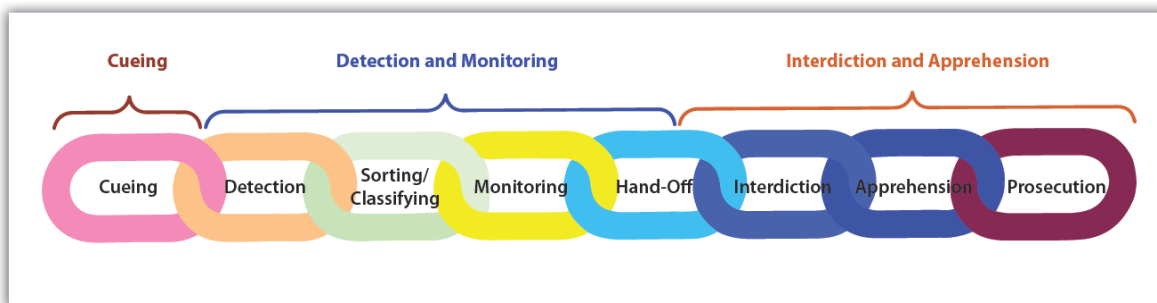 Cueing
Detection and Monitoring
Interdiction and Apprehension
Cueing
Detection
Sorting/
Classifying
Monitoring
Hand-Off
Interdiction
Apprehension
Prosecution